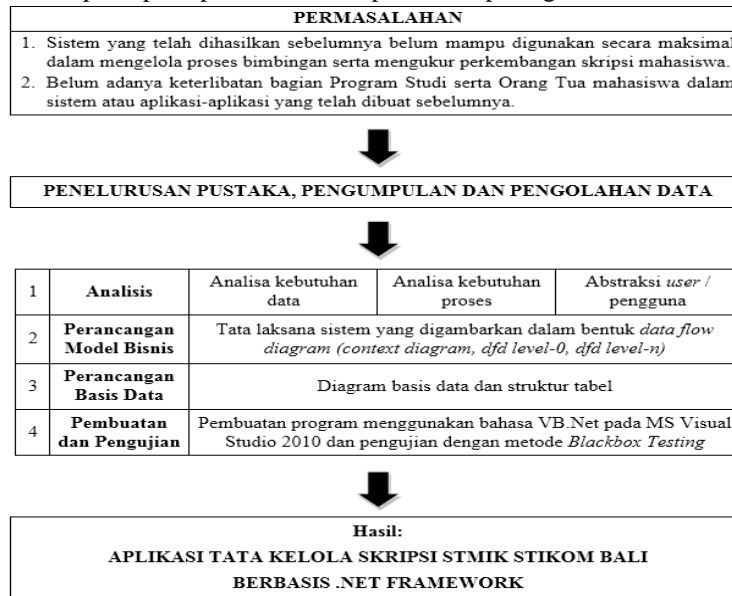 PERMASALAHAN
1. Sistem yang telah dihasilkan sebelumnya belum mampu digunakan secara maksimal
dalam mengelola proses bimbingan serta mengukur perkembangan skripsi mahasiswa.
2. Belum adanya keterlibatan bagian Program Studi serta Orang Tua mahasiswa dalam
sistem atau aplikasi-aplikasi yang telah dibuat sebelumnya.
PENELURUSAN PUSTAKA, PENGUMPULAN DAN PENGOLAHAN DATA
1
Analisis
Analisa kebutuhan
data
Analisa kebutuhan
proses
Abstraksi user /
pengguna
2
Perancangan
Model Bisnis
Tata laksana sistem yang digambarkan dalam bentuk data flow
diagram (context diagram, dfd level-0, dfd level-n)
3
Perancangan
Basis Data
Diagram basis data dan struktur tabel
4
Pembuatan
dan Pengujian
Pembuatan program menggunakan bahasa VB.Net pada MS Visual
Studio 2010 dan pengujian dengan metode Blackbox Testing
Hasil:
APLIKASI TATA KELOLA SKRIPSI STMIK STIKOM BALI
BERBASIS .NET FRAMEWORK